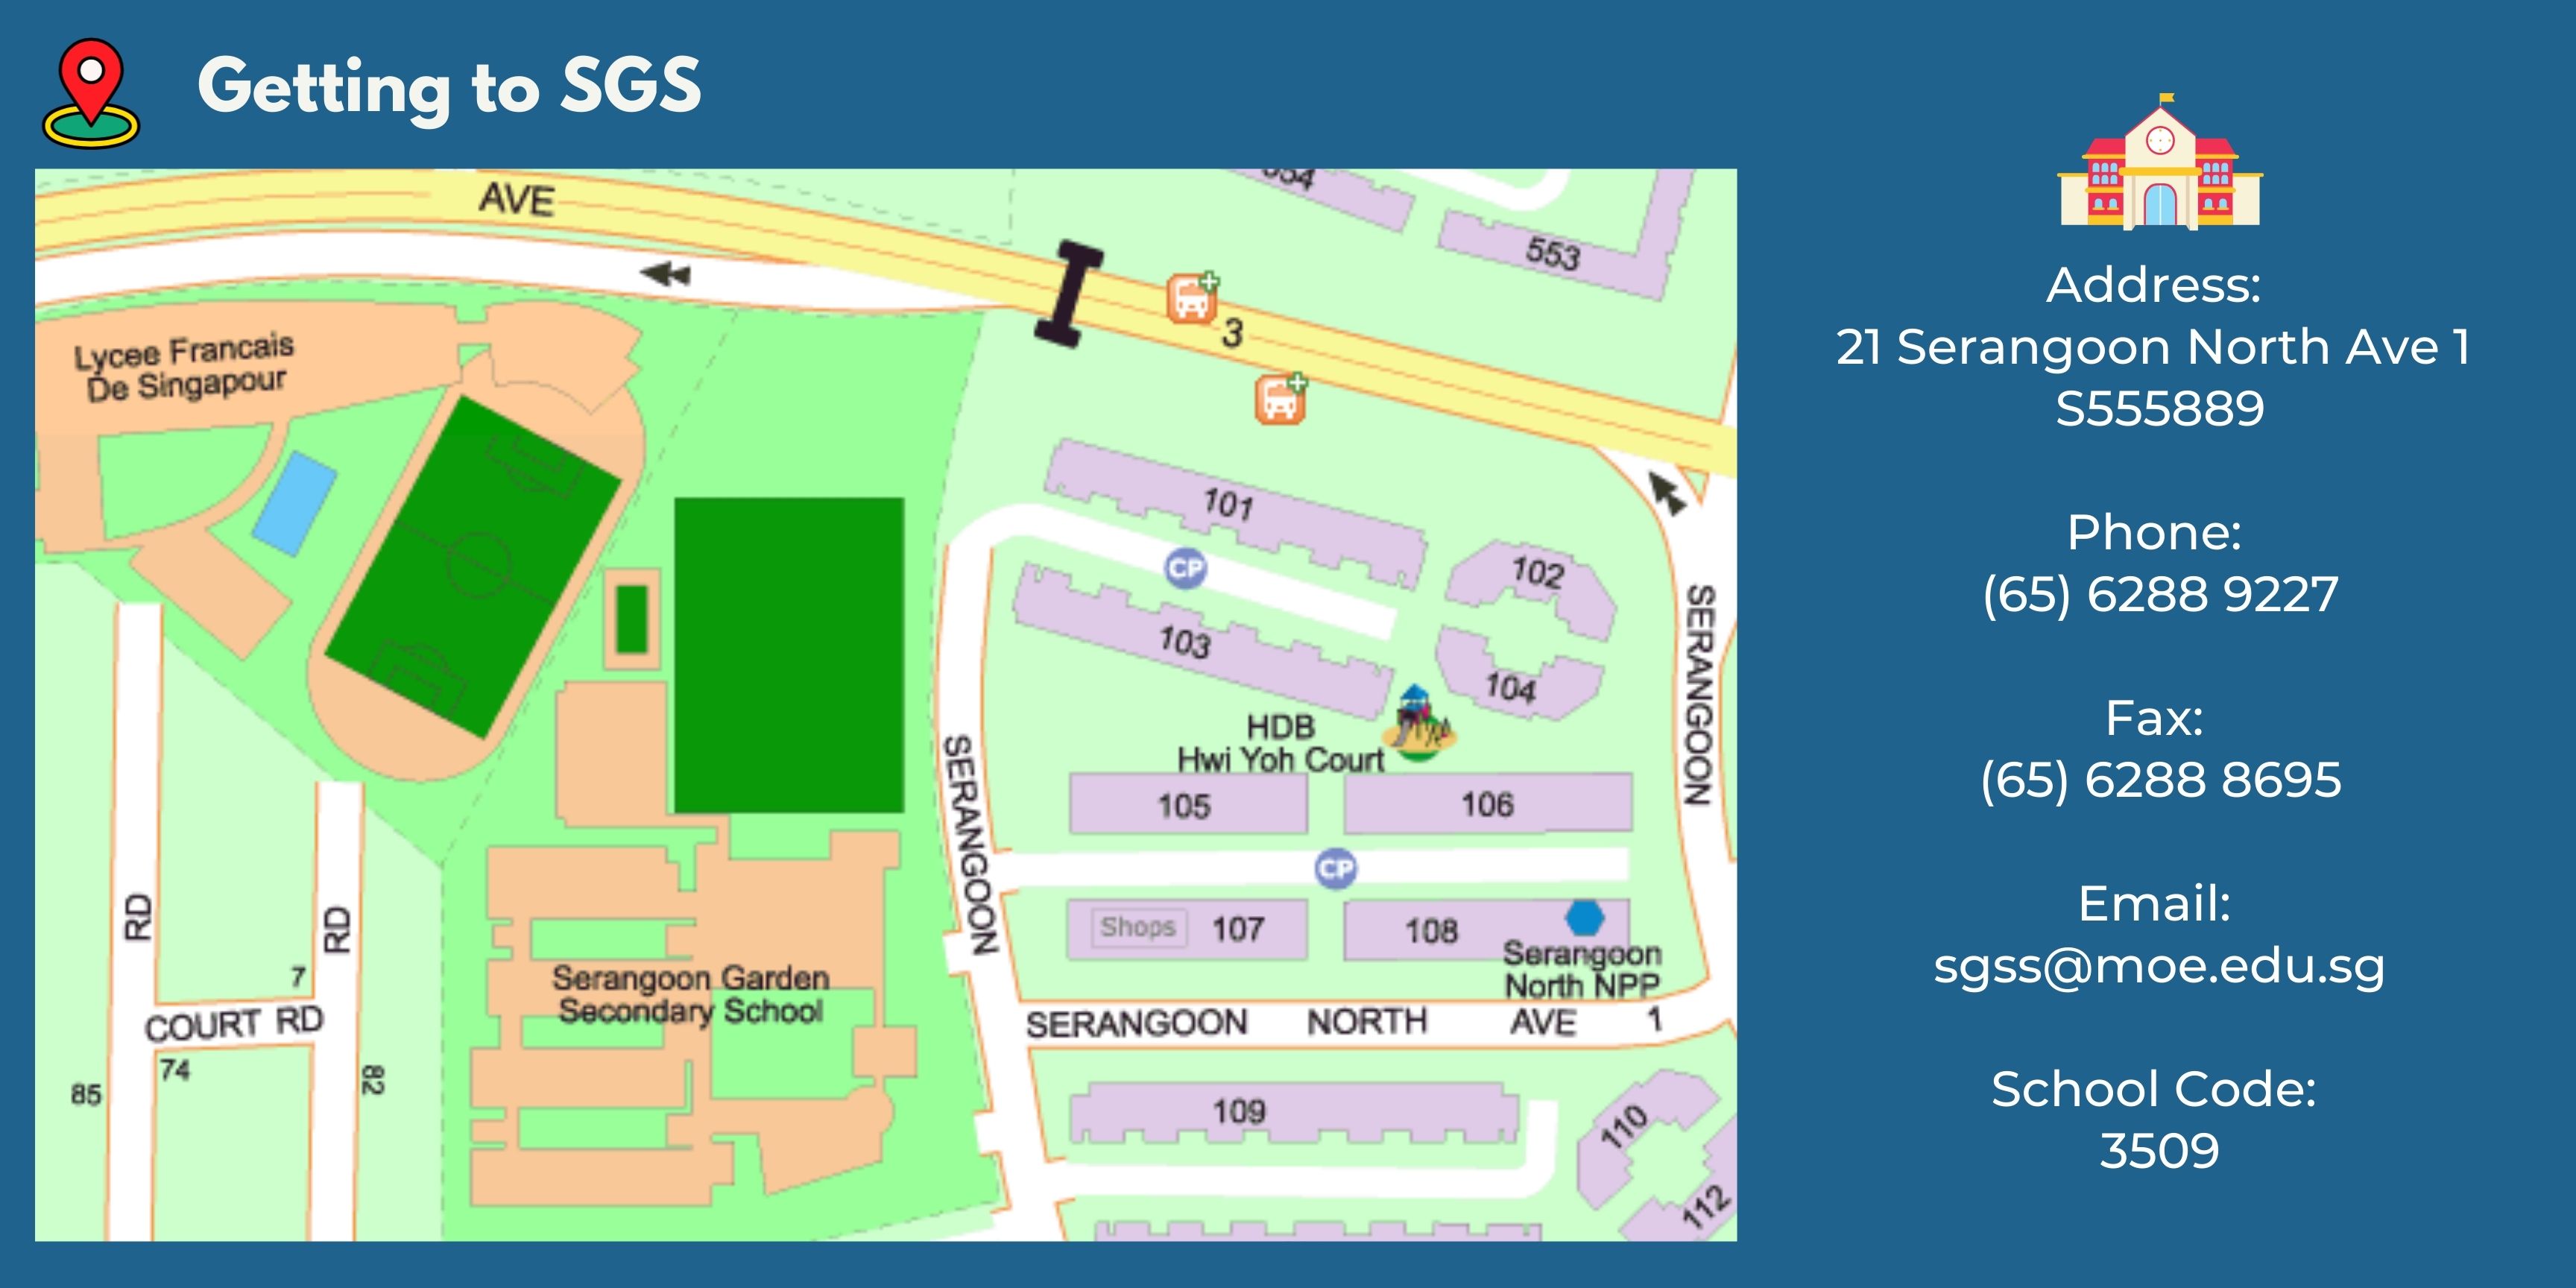 Getting to SGS
AVE
3
554
553
Lycee Francais
De Singapour
101
102
CP
103
104
HDB
Hwi Yoh Court
SERANGOON
SERANGOON
105
106
CP
Shops
107
108
Serangoon
North NPP
RD
RD
7
COURT RD
74
85
82
Serangoon Garden
Secondary School
SERANGOON NORTH AVE 1
109
110
112
Address:
21 Serangoon North Ave 1
S555889
Phone:
(65) 6288 9227
Fax:
(65) 6288 8695
Email:
sgss@moe.edu.sg
School Code:
3509